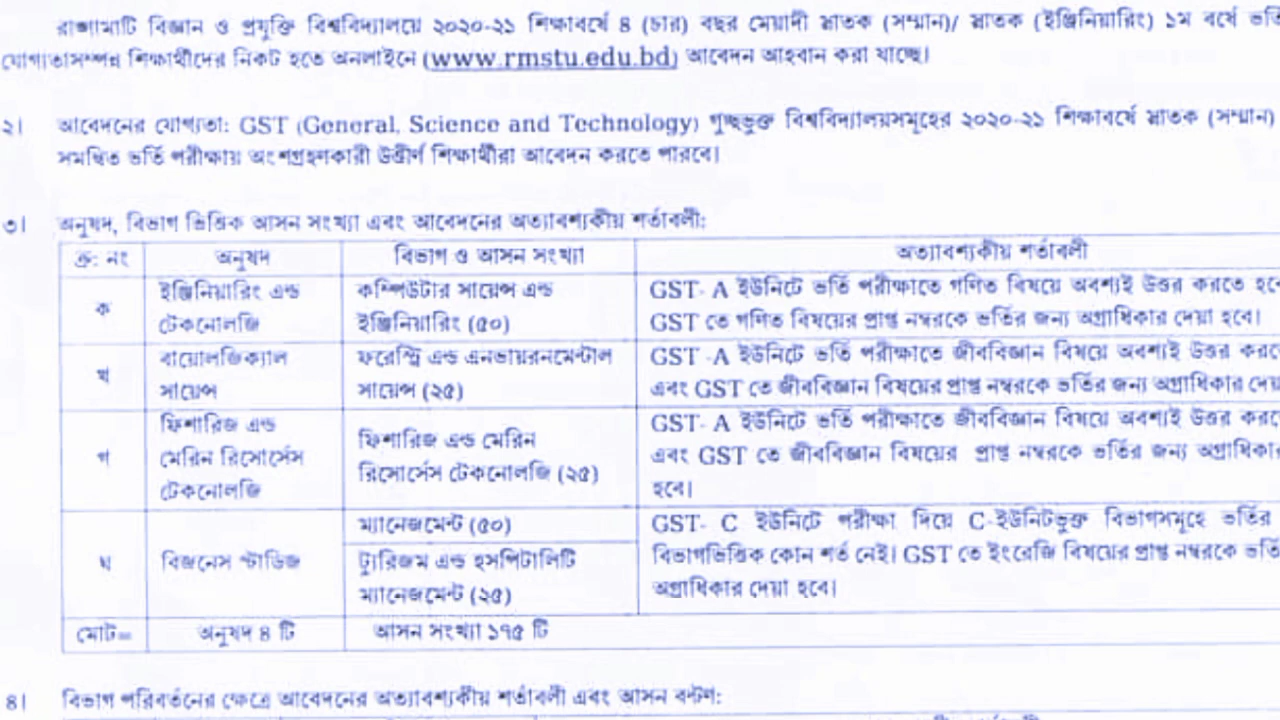 রাঙ্গামাটি বিজ্ঞান ও প্রযুক্তি বিশ্ববিদ্যালয়ে ২০২০-২১ শিক্ষাবর্ষে ৪ (চার) বছর মেয়াদী স্নাতক (সম্মান)/ স্নাতক (ইঞ্জিনিয়ারিং) ১ম বর্ষে
যোগ্যতাসম্পন্ন শিক্ষার্থীদের নিকট হতে অনলাইনে (www.rmstu.edu.bd) আবেদন আহবান করা যাচ্ছে।
২। আবেদনের যোগ্যতা: GST (General, Science and Technology) গুচ্ছভুক্ত বিশ্ববিদ্যালয়সমূহের ২০২০-২১ শিক্ষাবর্ষে স্নাতক (সম্মান)
সমন্বিত ভর্তি পরীক্ষায় অংশগ্রহণকারী উত্তীর্ণ শিক্ষার্থীরা আবেদন করতে পারবে।
৩। অনুষদ, বিভাগ ভিত্তিক আসন সংখ্যা এবং আবেদনের অত্যাবশ্যকীয় শর্তাবলী:
ক্র: নং অনুষদ বিভাগ ও আসন সংখ্যা অত্যাবশ্যকীয় শর্তাবলী
ক ইঞ্জিনিয়ারিং এন্ড কম্পিউটার সায়েন্স এন্ড GST- A ইউনিটে ভর্তি পরীক্ষাতে গণিত বিষয়ে অবশ্যই উত্তর করতে
টেকনোলজি ইঞ্জিনিয়ারিং (৫০) GST তে গণিত বিষয়ের প্রাপ্ত নম্বরকে ভর্তির জন্য অগ্রাধিকার দেয়া হবে।
খ বায়োলজিক্যাল ফরেস্ট্রি এন্ড এনভায়রনমেন্টাল GST -A ইউনিটে ভর্তি পরীক্ষাতে জীববিজ্ঞান বিষয়ে অবশ্যই উত্তর
সায়েন্স সায়েন্স (২৫) এবং GST তে জীববিজ্ঞান বিষয়ের প্রাপ্ত নম্বরকে ভর্তির জন্য অগ্রাধিকার
গ ফিশারিজ এন্ড ফিশারিজ এন্ড মেরিন GST- A ইউনিটে ভর্তি পরীক্ষাতে জীববিজ্ঞান বিষয়ে অবশ্যই উত্তর
মেরিন রিসোর্সেস রিসোর্সেস টেকনোলজি (২৫) এবং GST তে জীববিজ্ঞান বিষয়ের প্রাপ্ত নম্বরকে ভর্তির জন্য অগ্রাধিকার
টেকনোলজি হবে।
ঘ বিজনেস স্টাডিজ ম্যানেজমেন্ট (৫০) GST- C ইউনিটে পরীক্ষা দিয়ে C-ইউনিটভুক্ত বিভাগসমূহে ভর্তির
ট্যুরিজম এন্ড হসপিটালিটি বিভাগভিত্তিক কোন শর্ত নেই। GST তে ইংরেজি বিষয়ের প্রাপ্ত নম্বরকে
ম্যানেজমেন্ট (২৫) অগ্রাধিকার দেয়া হবে।
মোট= অনুষদ ৪ টি আসন সংখ্যা ১৭৫ টি
৪। বিভাগ পরিবর্তনের ক্ষেত্রে আবেদনের অত্যাবশ্যকীয় শর্তাবলী এবং আসন বণ্টণ: